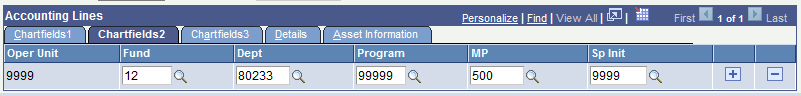 Accounting Lines Personalize | Find | View All | First 1 of 1 Last
Chartfields1 Chartfields2 Chartfields3 Details Asset Information
Oper Unit Fund Dept Program MP Sp Init
9999 12 80233 99999 500 9999